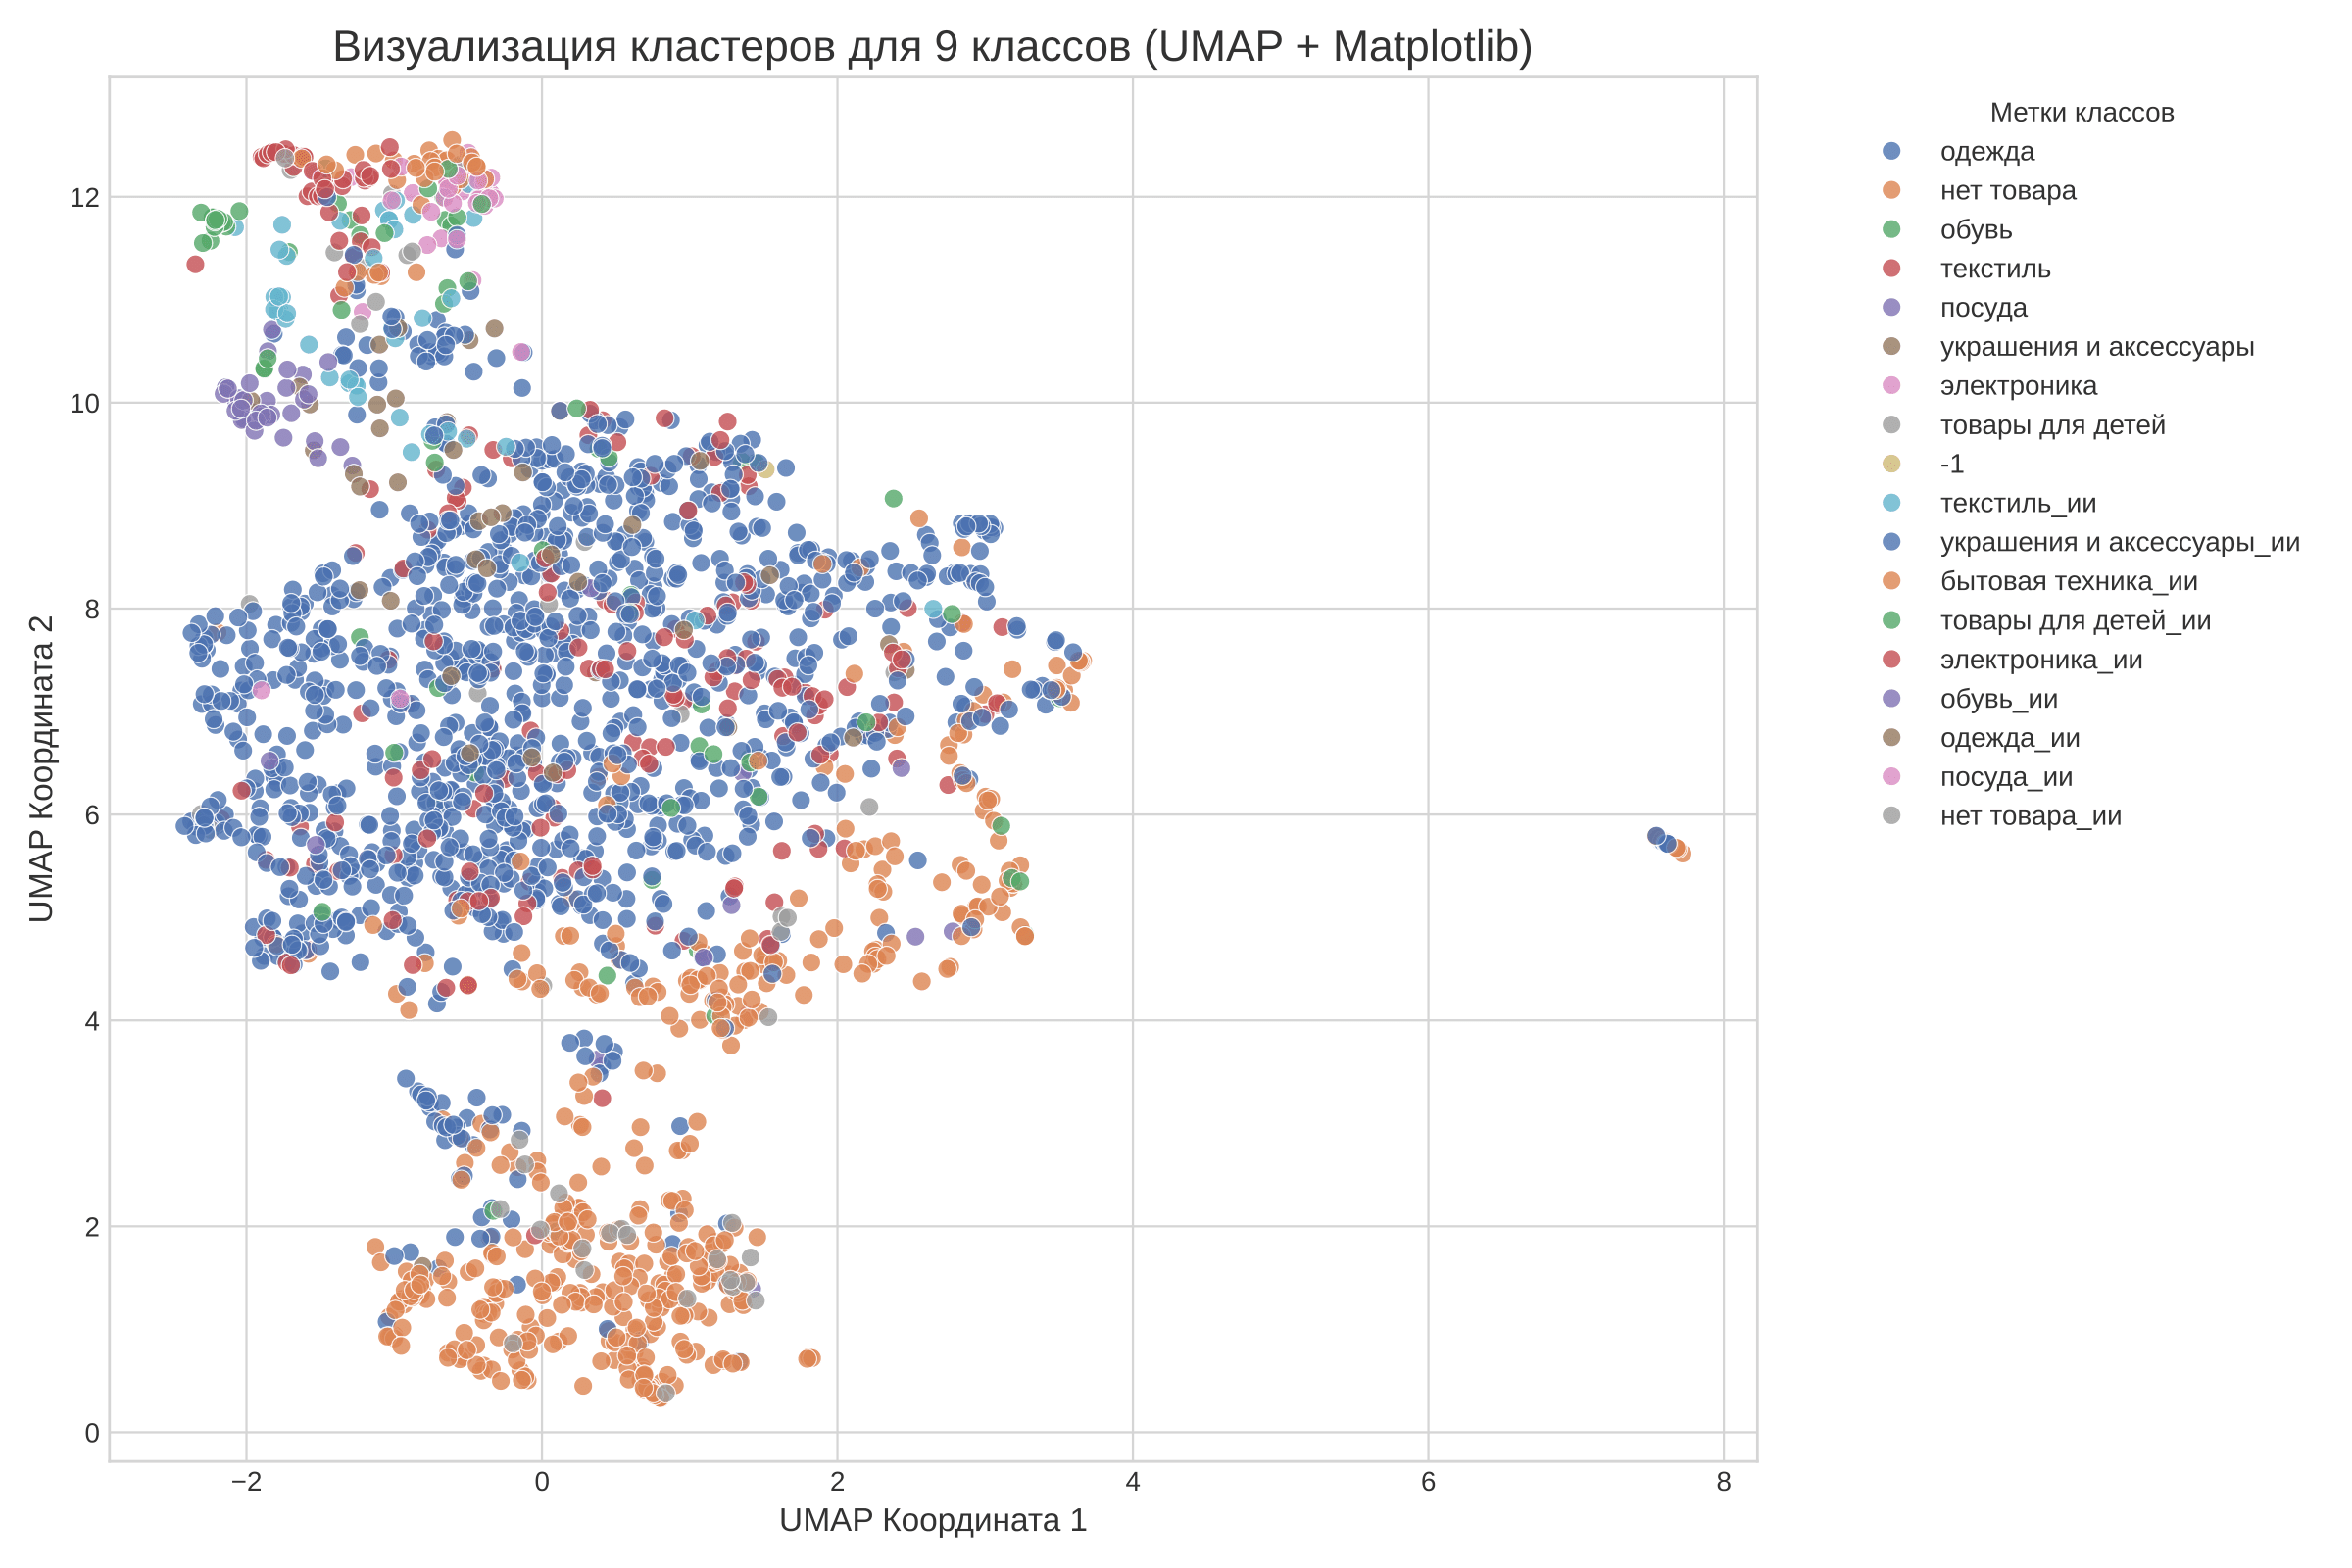 Визуализация кластеров для 9 классов (UMAP + Matplotlib)
Метки классов
одежда
нет товара
обувь
текстиль
посуда
украшения и аксессуары
электроника
товары для детей
-1
текстиль_ии
украшения и аксессуары_ии
бытовая техника_ии
товары для детей_ии
электроника_ии
обувь_ии
одежда_ии
посуда_ии
нет товара_ии
UMAP Координата 2
12
10
8
6
4
2
0
−2 0 2 4 6 8
UMAP Координата 1